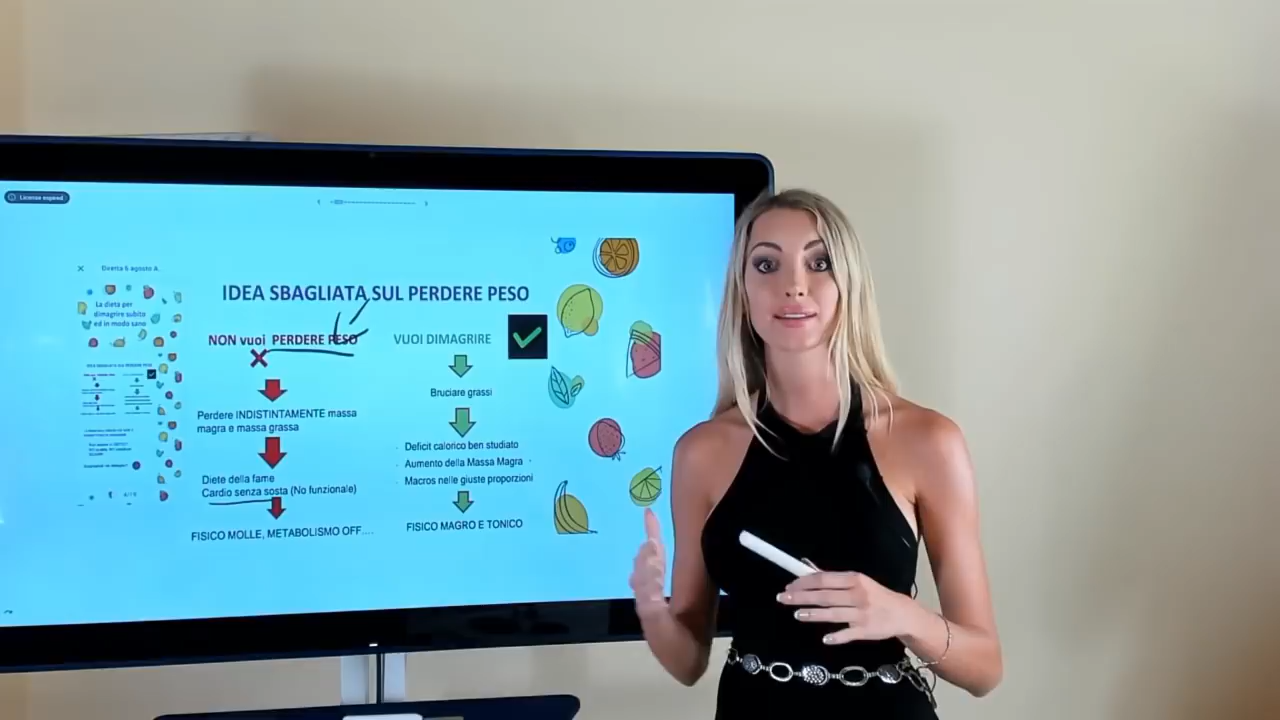 License expired
Diretta 6 agosto A.
La dieta per
dimagrire subito
ed in modo sano
IDEA SBAGLIATA SUL PERDERE PESO
NON vuoi PERDERE PESO
Perdere INDISTINTAMENTE massa
magra e massa grassa
Diete della fame
Cardio senza sosta (No funzionale)
FISICO MOLLE, METABOLISMO OFF....
VUOI DIMAGRIRE
Bruciare grassi
Deficit calorico ben studiato
Aumento della Massa Magra
Macros nelle giuste proporzioni
FISICO MAGRO E TONICO